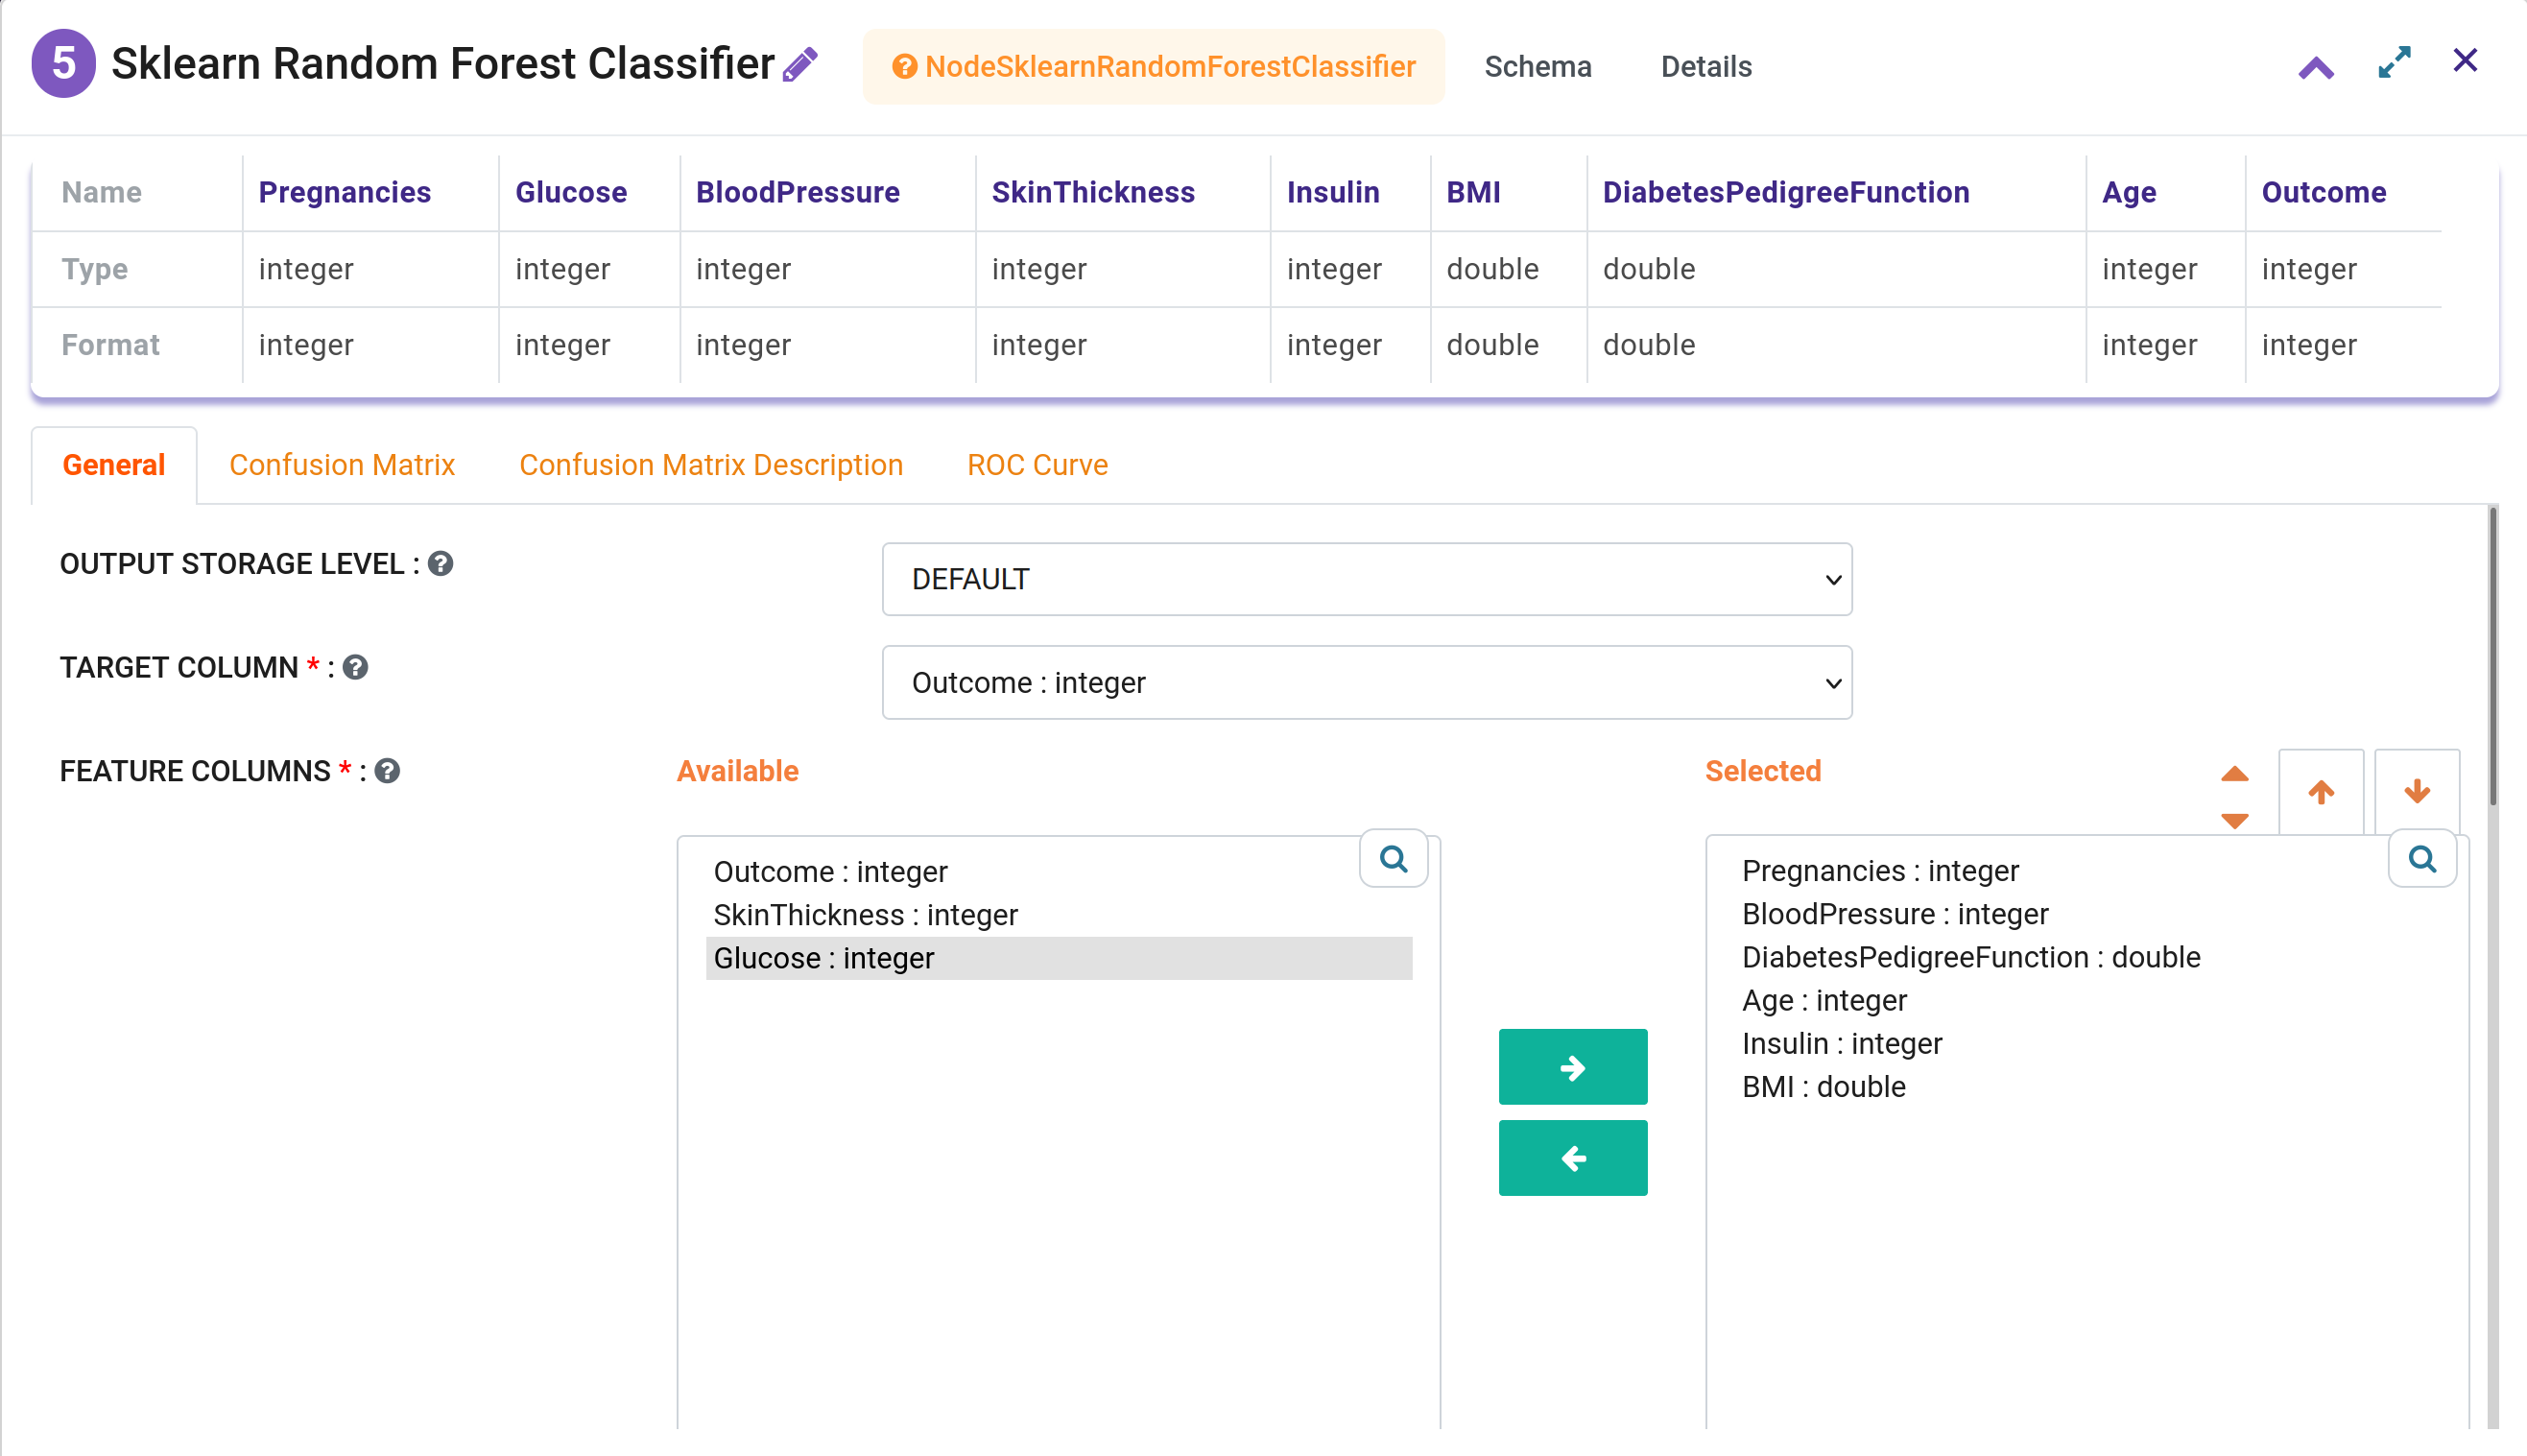 5 Sklearn Random Forest Classifier NodeSklearnRandomForestClassifier Schema Details
Name Pregnancies Glucose BloodPressure SkinThickness Insulin BMI DiabetesPedigreeFunction Age Outcome
Type integer integer integer integer integer double double integer integer
Format integer integer integer integer integer double double integer integer
General Confusion Matrix Confusion Matrix Description ROC Curve
OUTPUT STORAGE LEVEL : DEFAULT
TARGET COLUMN * : Outcome : integer
FEATURE COLUMNS * : Available Selected
Outcome : integer
SkinThickness : integer
Glucose : integer
Pregnancies : integer
BloodPressure : integer
DiabetesPedigreeFunction : double
Age : integer
Insulin : integer
BMI : double